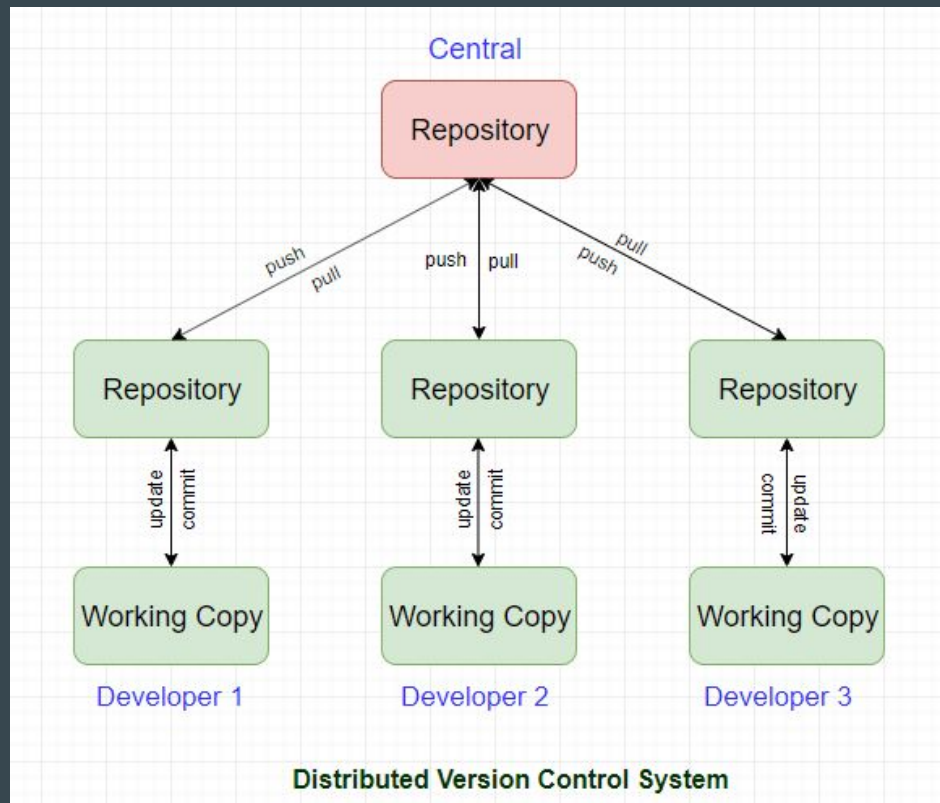 Central
Repository
push
pull
push
pull
pull
push
Repository
Repository
Repository
update
commit
update
commit
commit
update
Working Copy
Working Copy
Working Copy
Developer 1
Developer 2
Developer 3
Distributed Version Control System